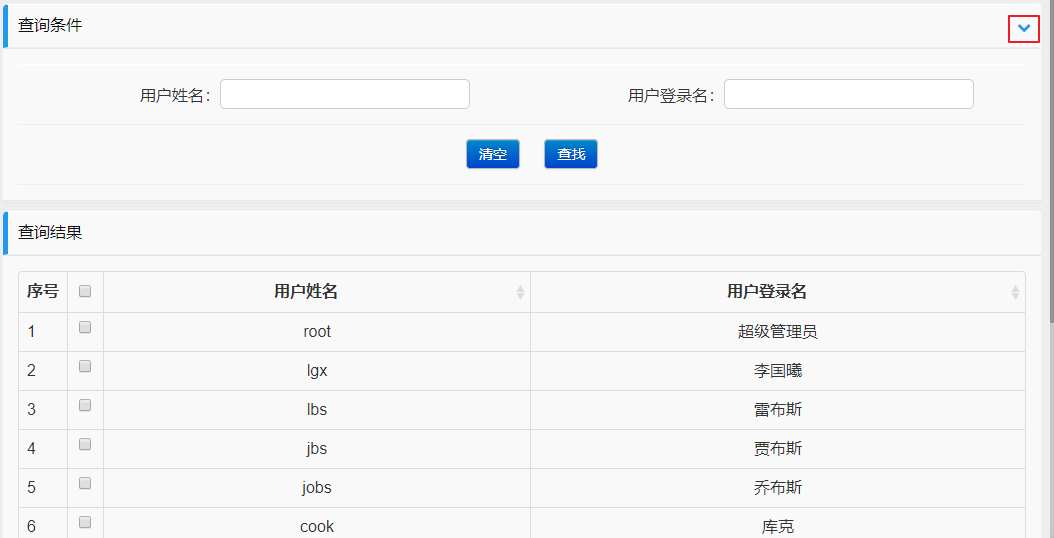 查询条件
用户姓名： 用户登录名：
清空 查找
查询结果
序号 用户姓名 用户登录名
1 root 超级管理员
2 lgx 李国曦
3 lbs 雷布斯
4 jbs 贾布斯
5 jobs 乔布斯
6 cook 库克